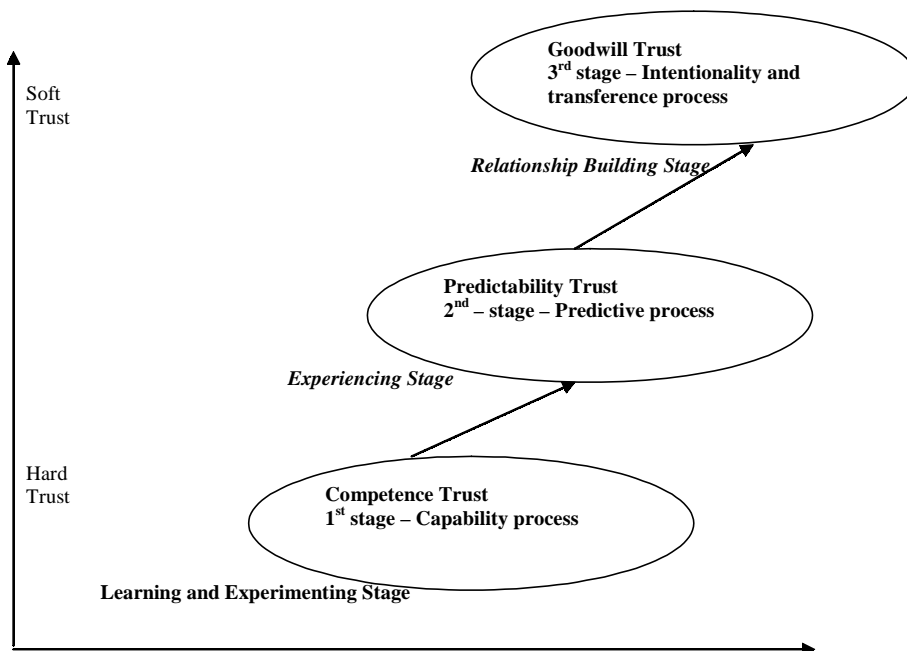 Goodwill Trust
3rd stage – Intentionality and
transference process
Soft
Trust
Relationship Building Stage
Predictability Trust
2nd – stage – Predictive process
Experiencing Stage
Hard
Trust
Competence Trust
1st stage – Capability process
Learning and Experimenting Stage